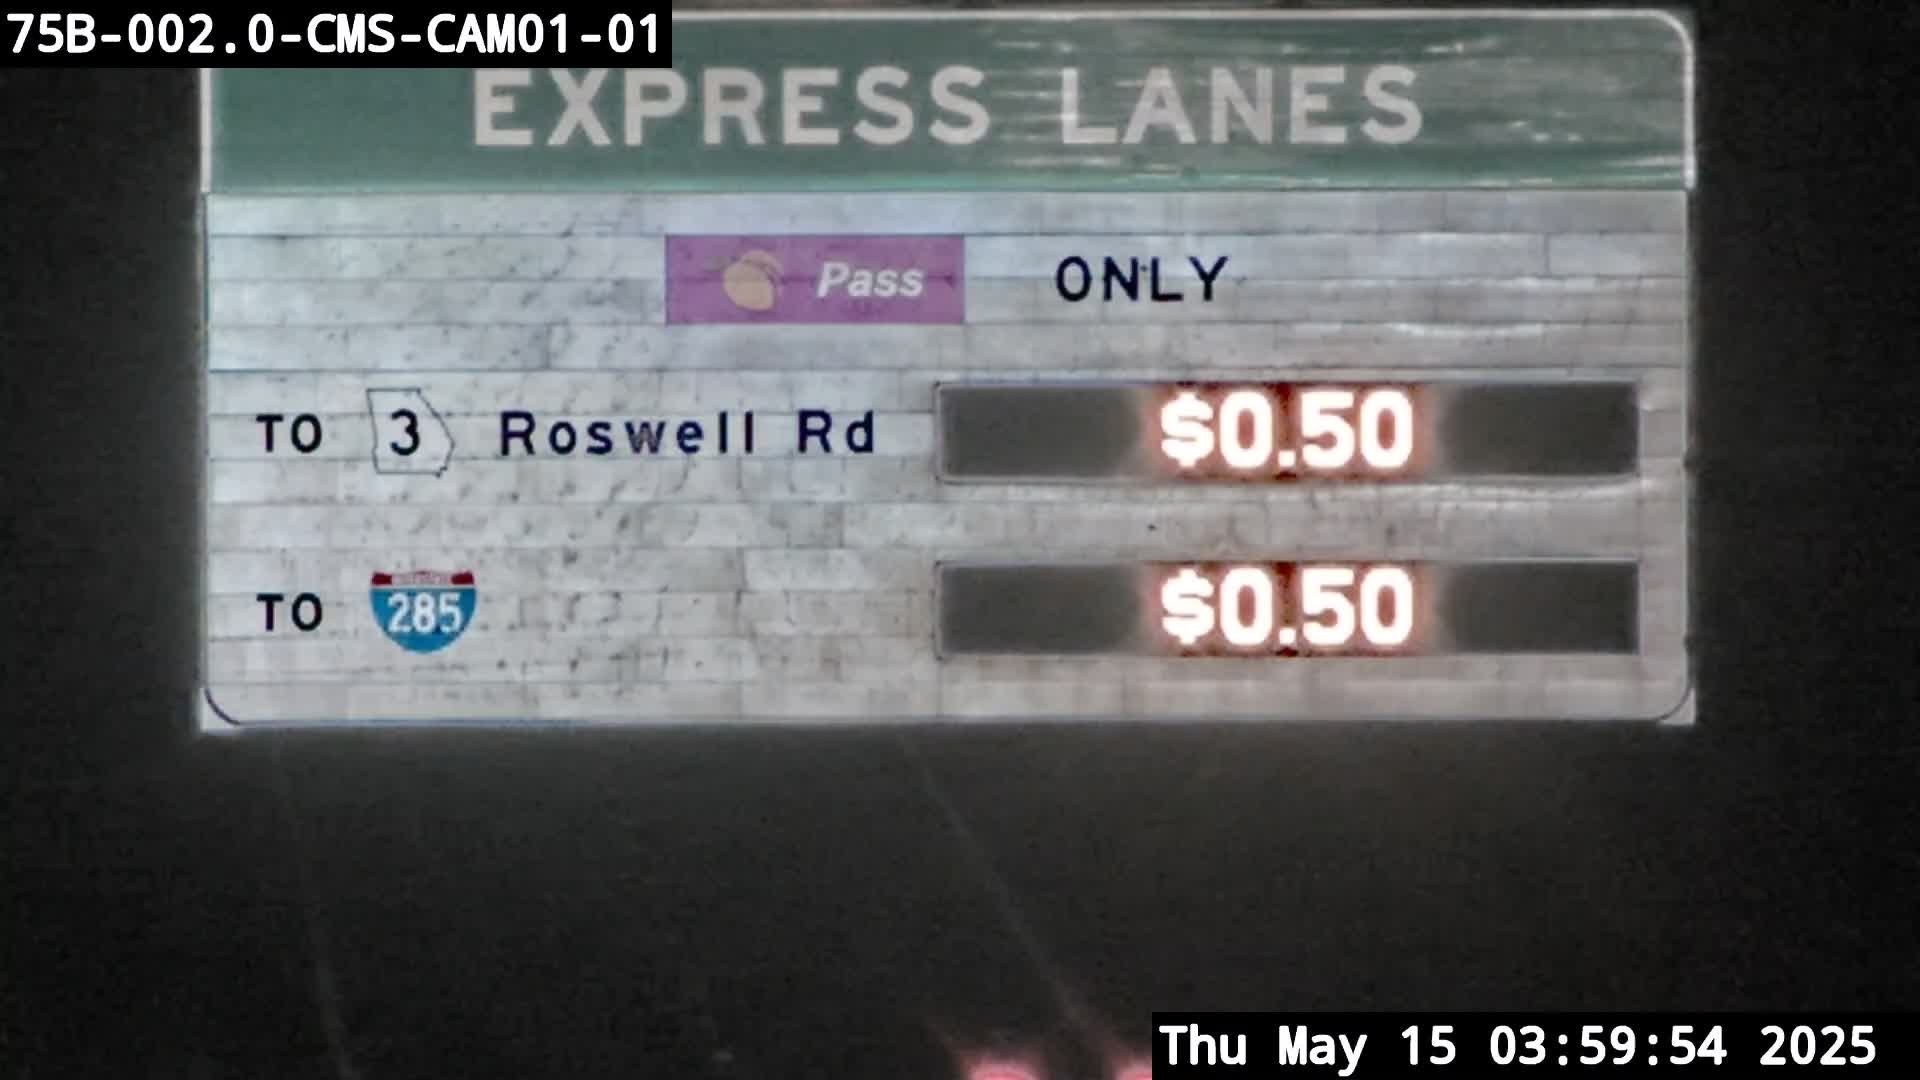 75B-002.0-CMS-CAM01-01
EXPRESS LANES
Pass ONLY
TO 3 Roswell Rd $0.50
TO 285 $0.50
Thu May 15 03:59:54 2025